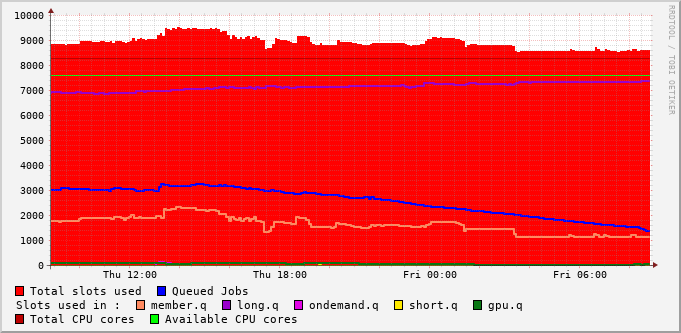 10000
9000
8000
7000
6000
5000
4000
3000
2000
1000
0
Thu 12:00 Thu 18:00 Fri 00:00 Fri 06:00
RRDTOOL / TOBI OETIKER
Total slots used Queued Jobs
Slots used in : member.q long.q ondemand.q short.q gpu.q
Total CPU cores Available CPU cores